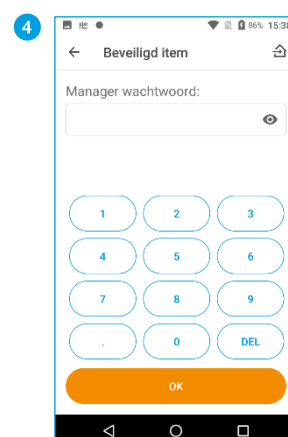 4
86% 15:38
Beveiligd item
Manager wachtwoord:
1 2 3
4 5 6
7 8 9
. 0 DEL
OK